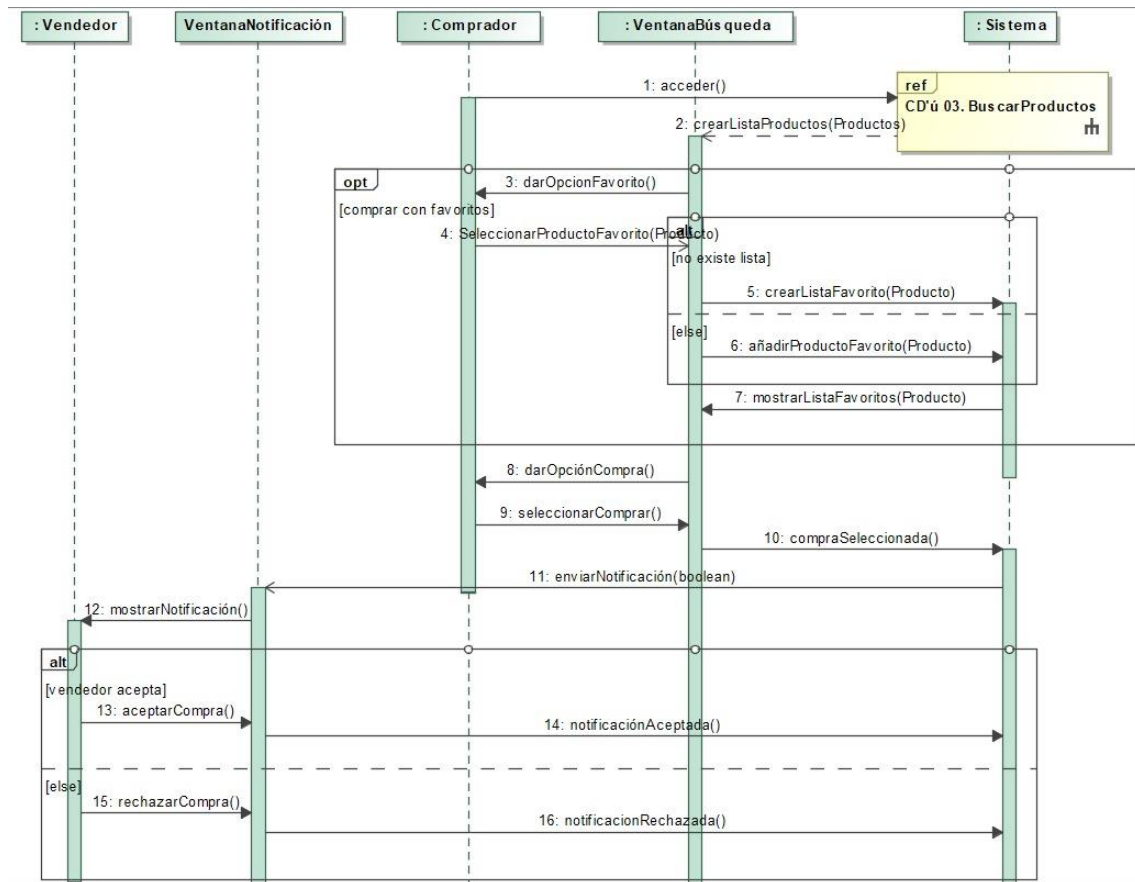 : Vendedor
VentanaNotificación
: Comprador
: VentanaBúsqueda
: Sistema
1: acceder()
ref
CD'ú 03. BuscarProductos
2: crearListaProductos(Productos)
opt
3: darOpcionFavorito()
[comprar con favoritos]
4: SeleccionarProductoFavorito(Producto)
alt
[no existe lista]
5: crearListaFavorito(Producto)
[else]
6: añadirProductoFavorito(Producto)
7: mostrarListaFavoritos(Producto)
8: darOpciónCompra()
9: seleccionarComprar()
10: compraSeleccionada()
11: enviarNotificación(boolean)
12: mostrarNotificación()
alt
[vendedor acepta]
13: aceptarCompra()
14: notificaciónAceptada()
[else]
15: rechazarCompra()
16: notificacionRechazada()